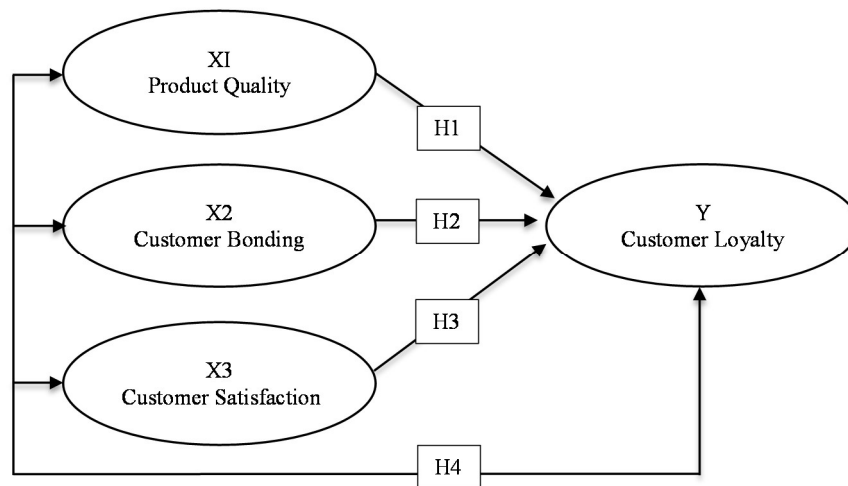 XI
Product Quality
H1
X2
Customer Bonding
H2
Y
Customer Loyalty
H3
X3
Customer Satisfaction
H4